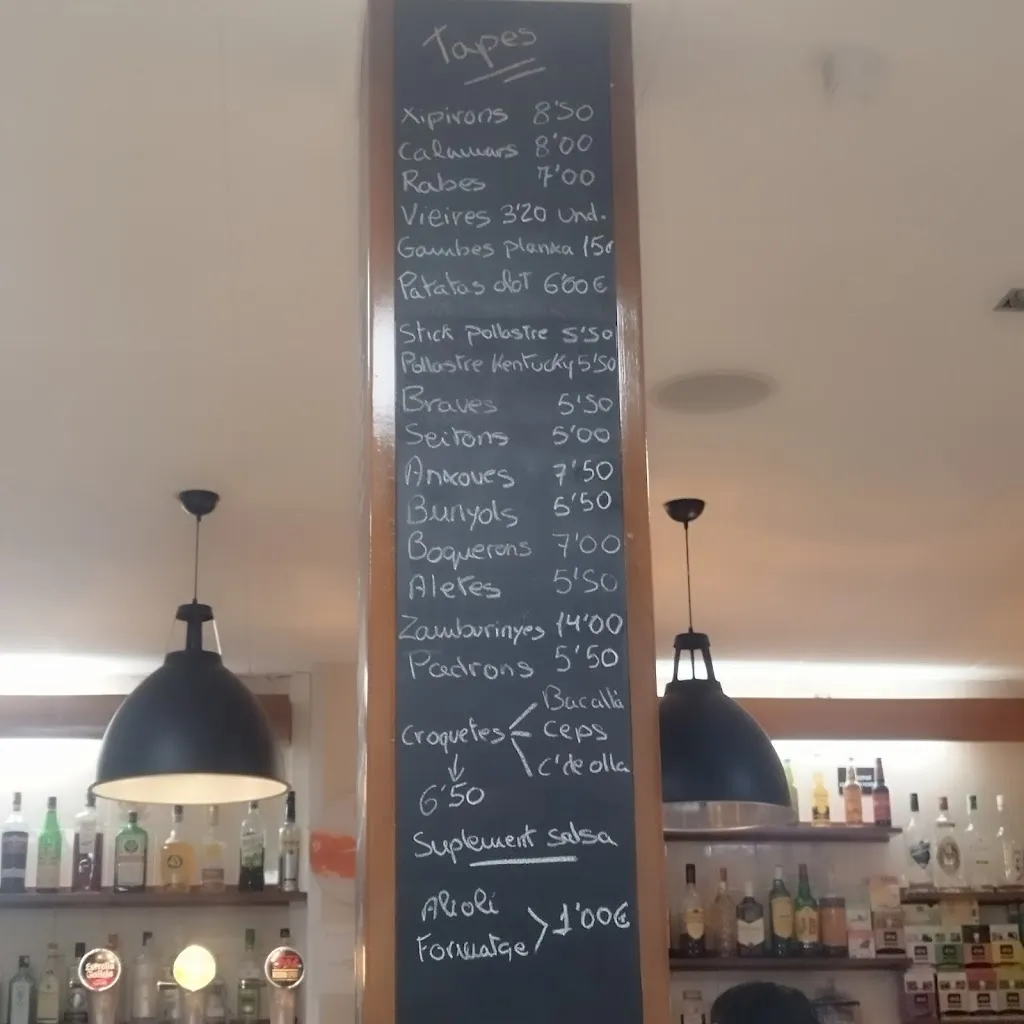 Tapes
Xipirons 8'50
Calamars 8'00
Rabes 7'00
Vieires 3'20 und.
Gambes planxa 15€
Patatas dot 6'00€
Stick pollastre 5'50
Pollastre Kentucky 5'50
Braves 5'50
Seitons 5'00
Anxoves 7'50
Bunyols 5'50
Boquerons 7'00
Aletes 5'50
Zamburinyes 14'00
Padrons 5'50
Bacallà
Croquetes ceps
c'de olla
6'50
Suplement salsa
Alioli
Formatge 1'00€
Estrella
Galicia